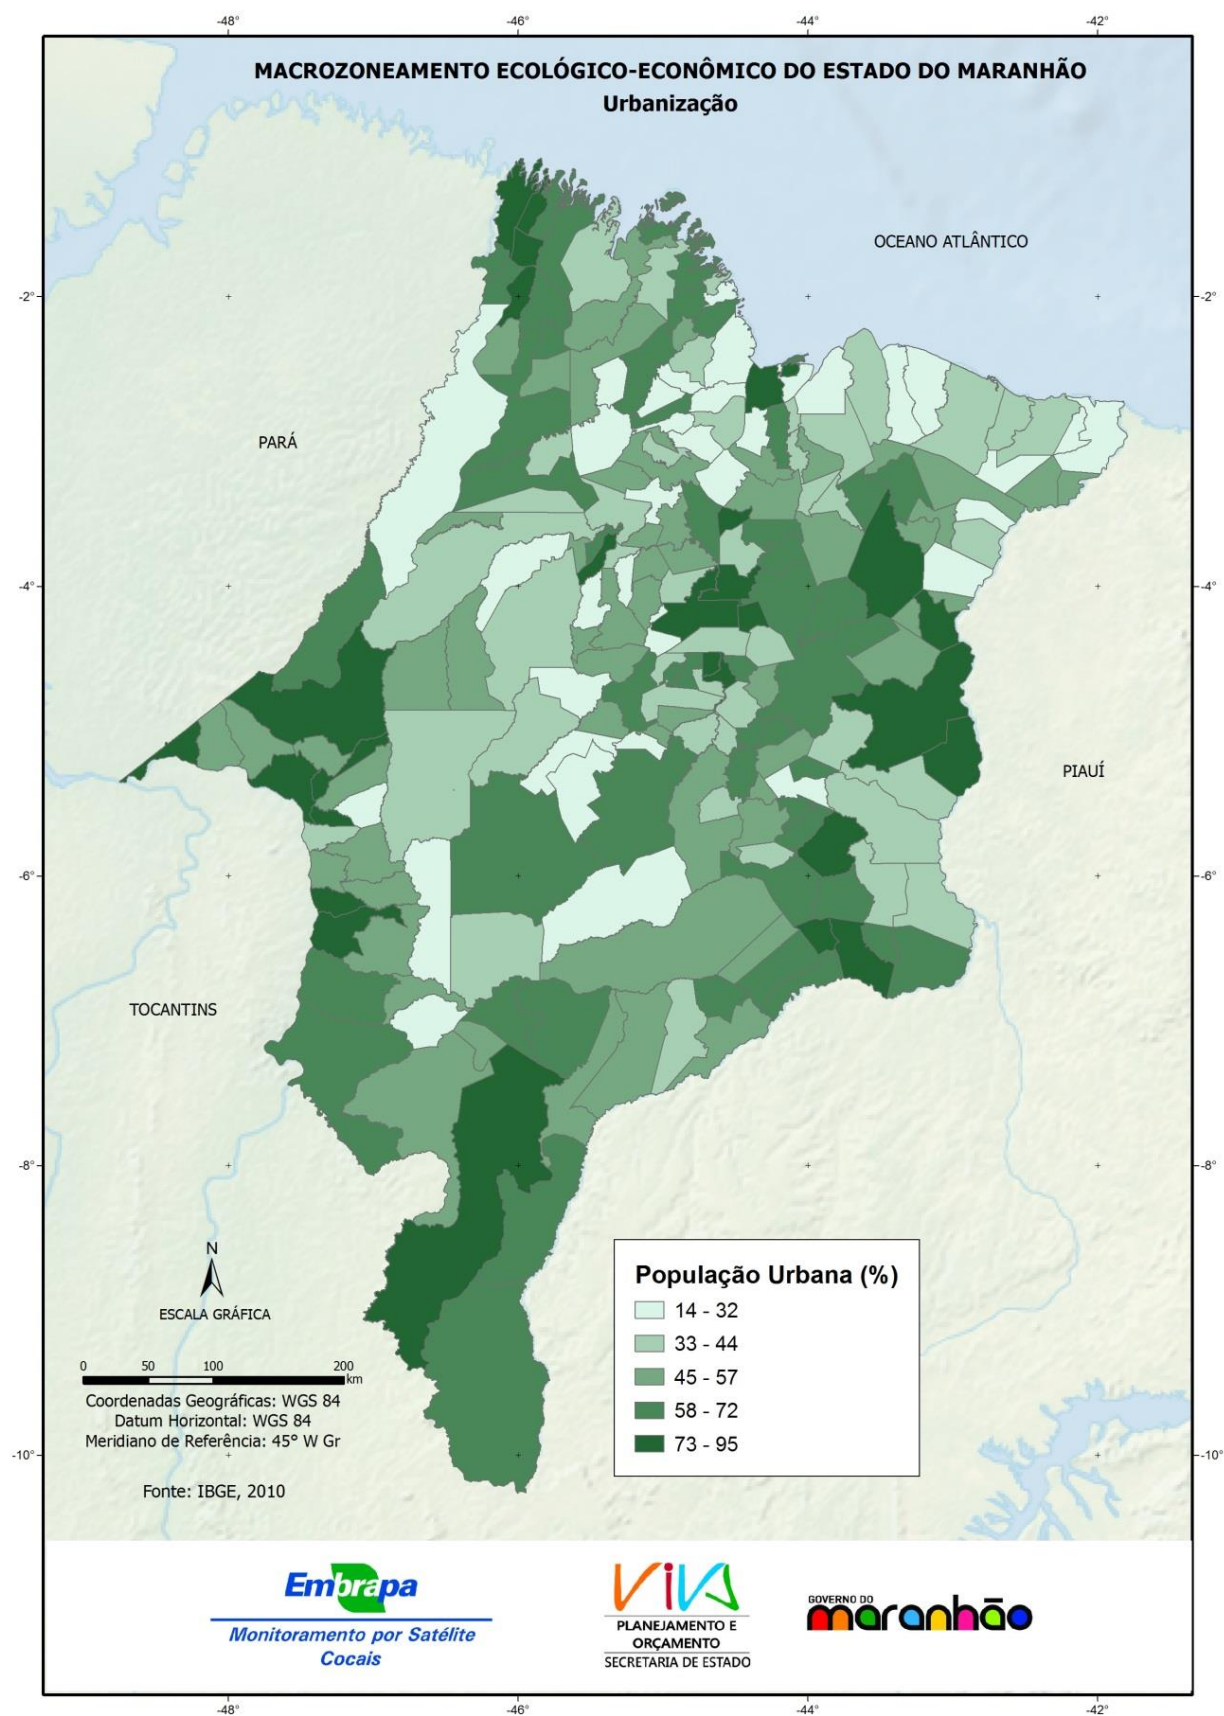 -48°
-46°
-44°
-42°
MACROZONEAMENTO ECOLÓGICO-ECONÔMICO DO ESTADO DO MARANHÃO
Urbanização
OCEANO ATLÂNTICO
-2°
-2°
PARÁ
-4°
-4°
PIAUÍ
-6°
-6°
TOCANTINS
-8°
-8°
N
ESCALA GRÁFICA
0 50 100 200
km
Coordenadas Geográficas: WGS 84
Datum Horizontal: WGS 84
Meridiano de Referência: 45° W Gr
Fonte: IBGE, 2010
População Urbana (%)
14 - 32
33 - 44
45 - 57
58 - 72
73 - 95
-10°
-10°
Embrapa
Monitoramento por Satélite
Cocais
VIVA
PLANEJAMENTO E
ORÇAMENTO
SECRETARIA DE ESTADO
GOVERNO DO
maranhão
-48°
-46°
-44°
-42°